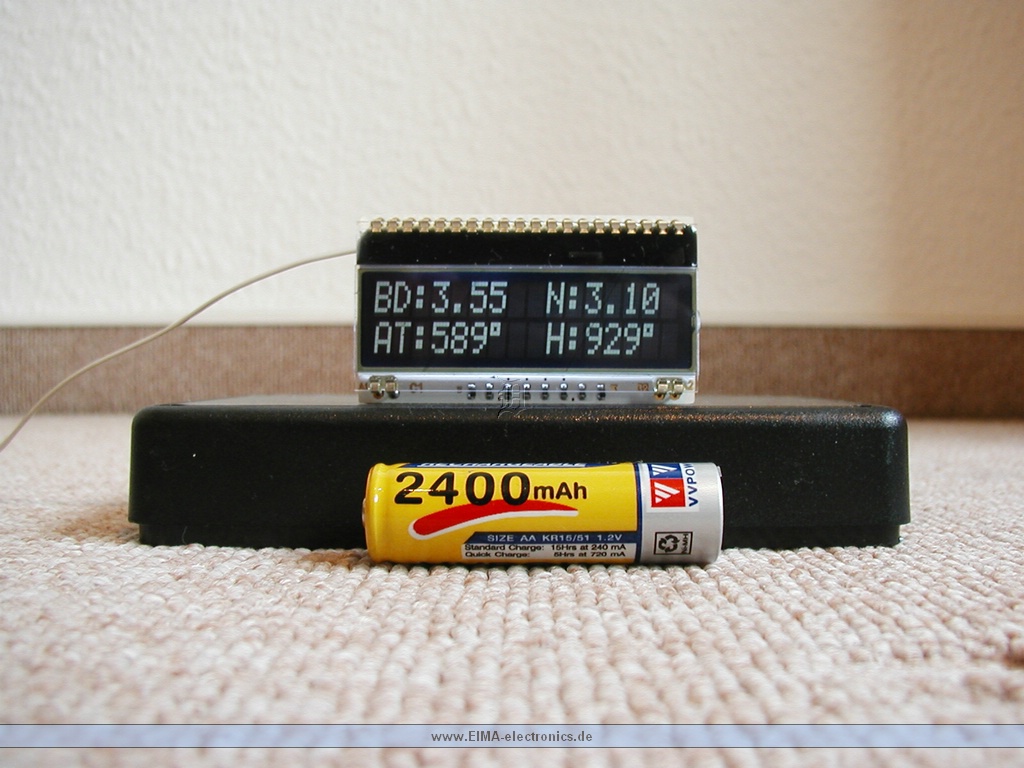 BD:3.55 N:3.10
AT:589° H:929°
2400mAh
VVPOW
SIZE AA KR15/51 1.2V
Standard Charge: 15Hrs at 240 mA
Quick Charge: 5Hrs at 720 mA
www.EIMA-electronics.de